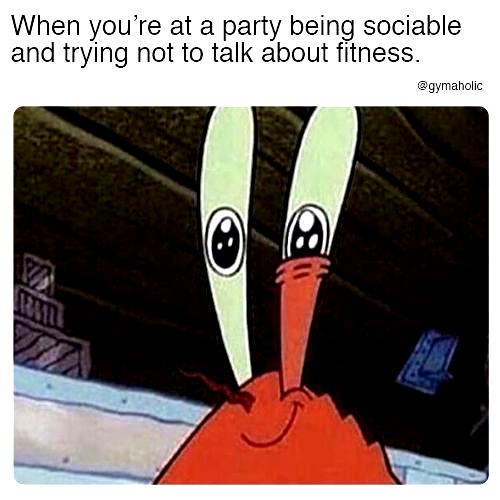 When you’re at a party being sociable
and trying not to talk about fitness.
@gymaholic